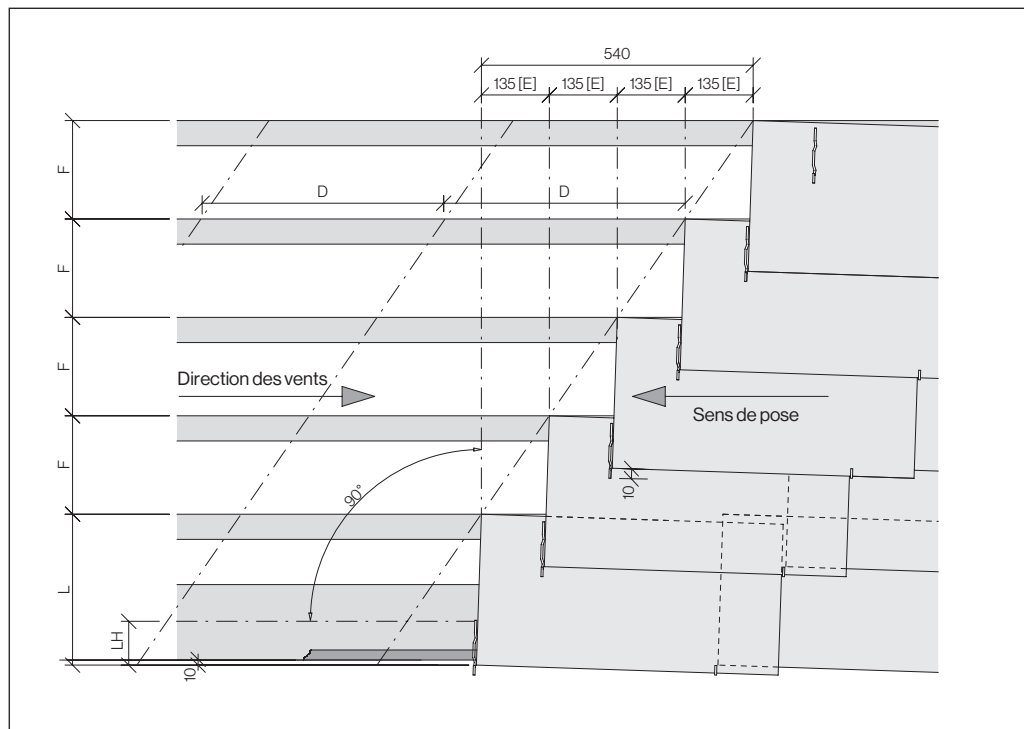 540
135 [E] 135 [E] 135 [E] 135 [E]
F
D D
F
F
Direction des vents
Sens de pose
F
90°
10
L
LH
10